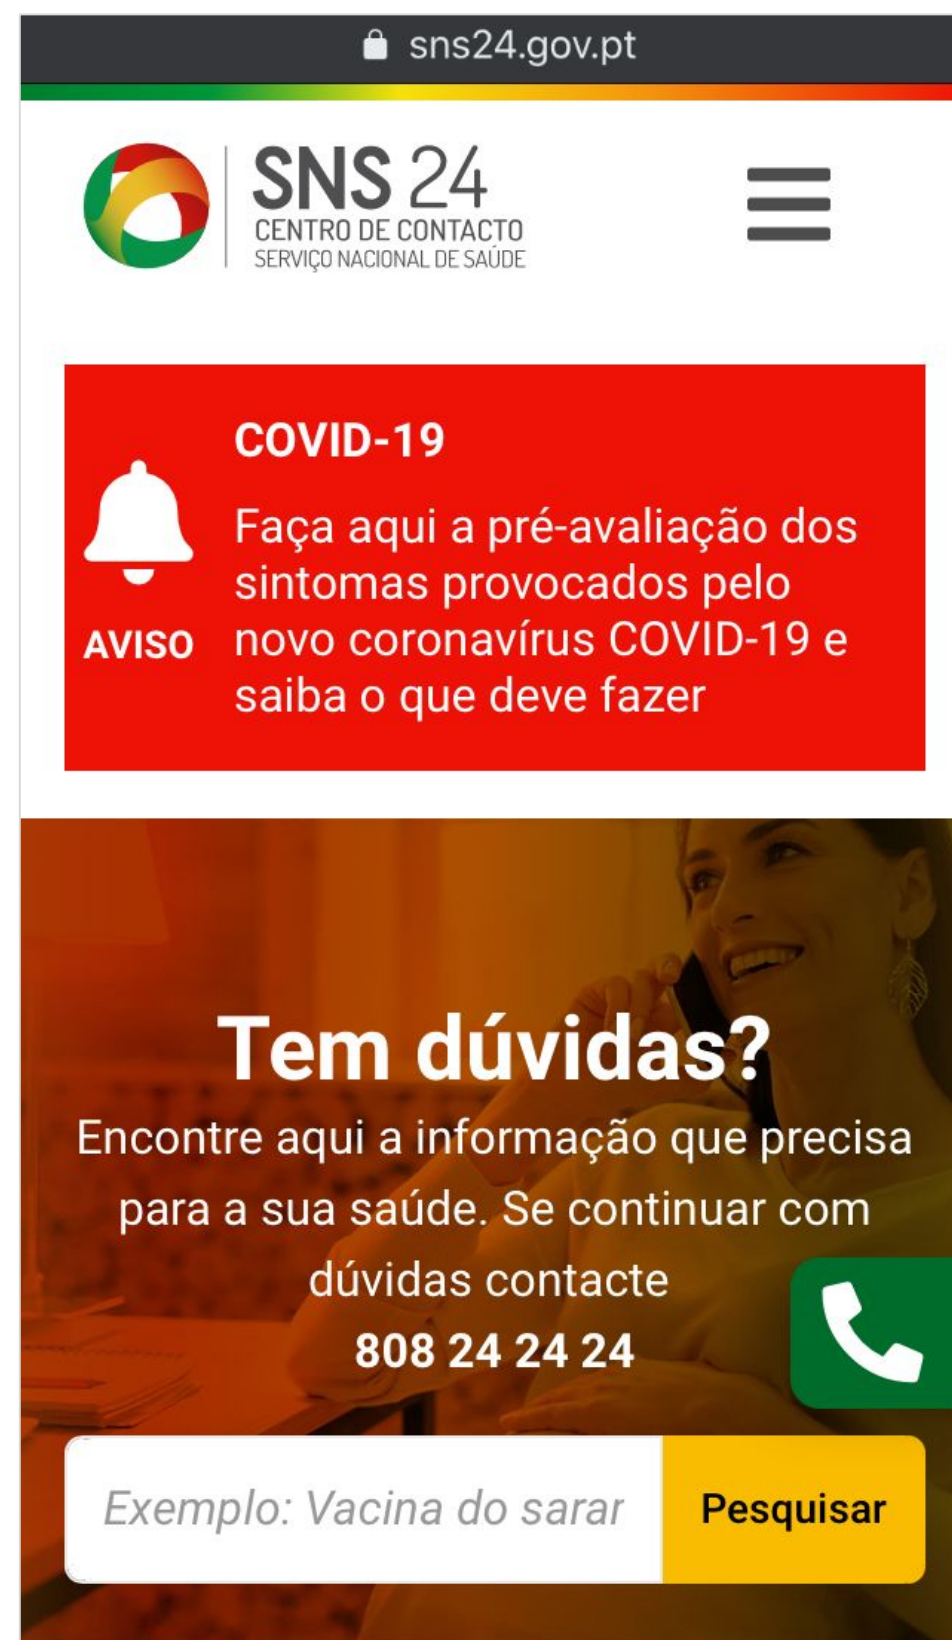 sns24.gov.pt
SNS 24
CENTRO DE CONTACTO
SERVIÇO NACIONAL DE SAÚDE
COVID-19
Faça aqui a pré-avaliação dos
sintomas provocados pelo
novo coronavírus COVID-19 e
saiba o que deve fazer
AVISO
Tem dúvidas?
Encontre aqui a informação que precisa
para a sua saúde. Se continuar com
dúvidas contacte
808 24 24 24
Exemplo: Vacina do sarar
Pesquisar